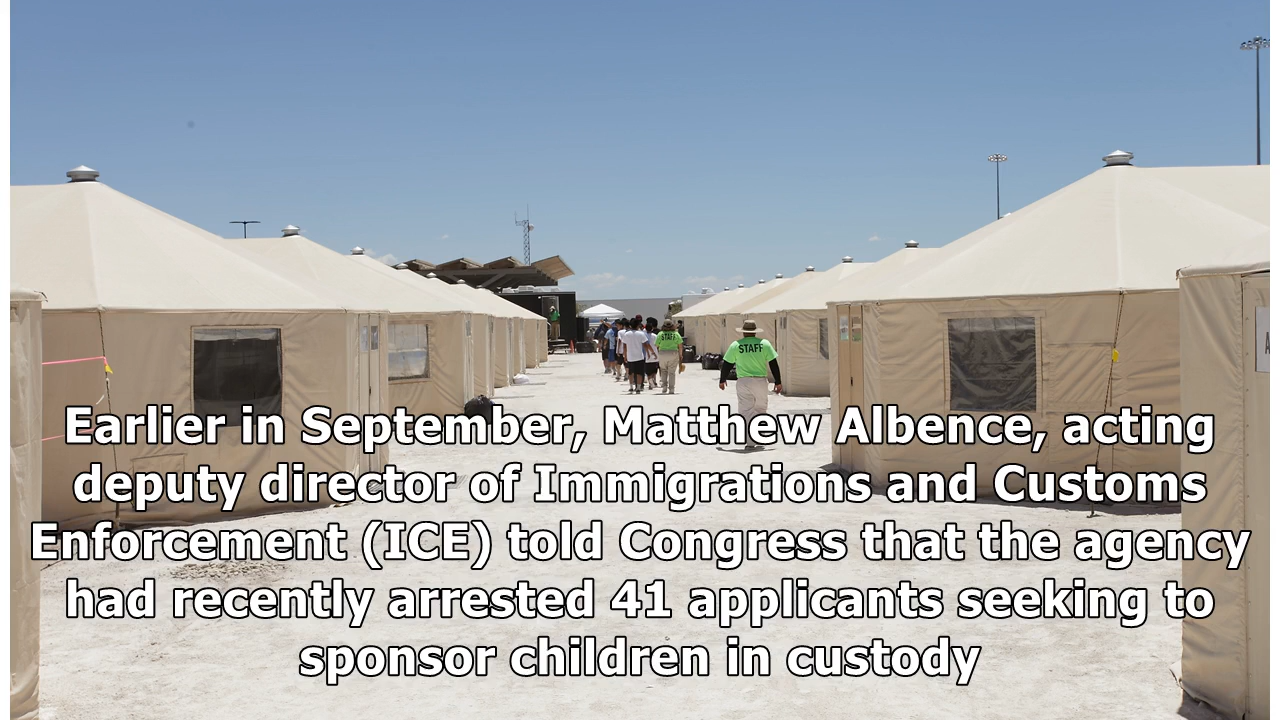 STAFF
STAFF
A
Earlier in September, Matthew Albence, acting
deputy director of Immigrations and Customs
Enforcement (ICE) told Congress that the agency
had recently arrested 41 applicants seeking to
sponsor children in custody